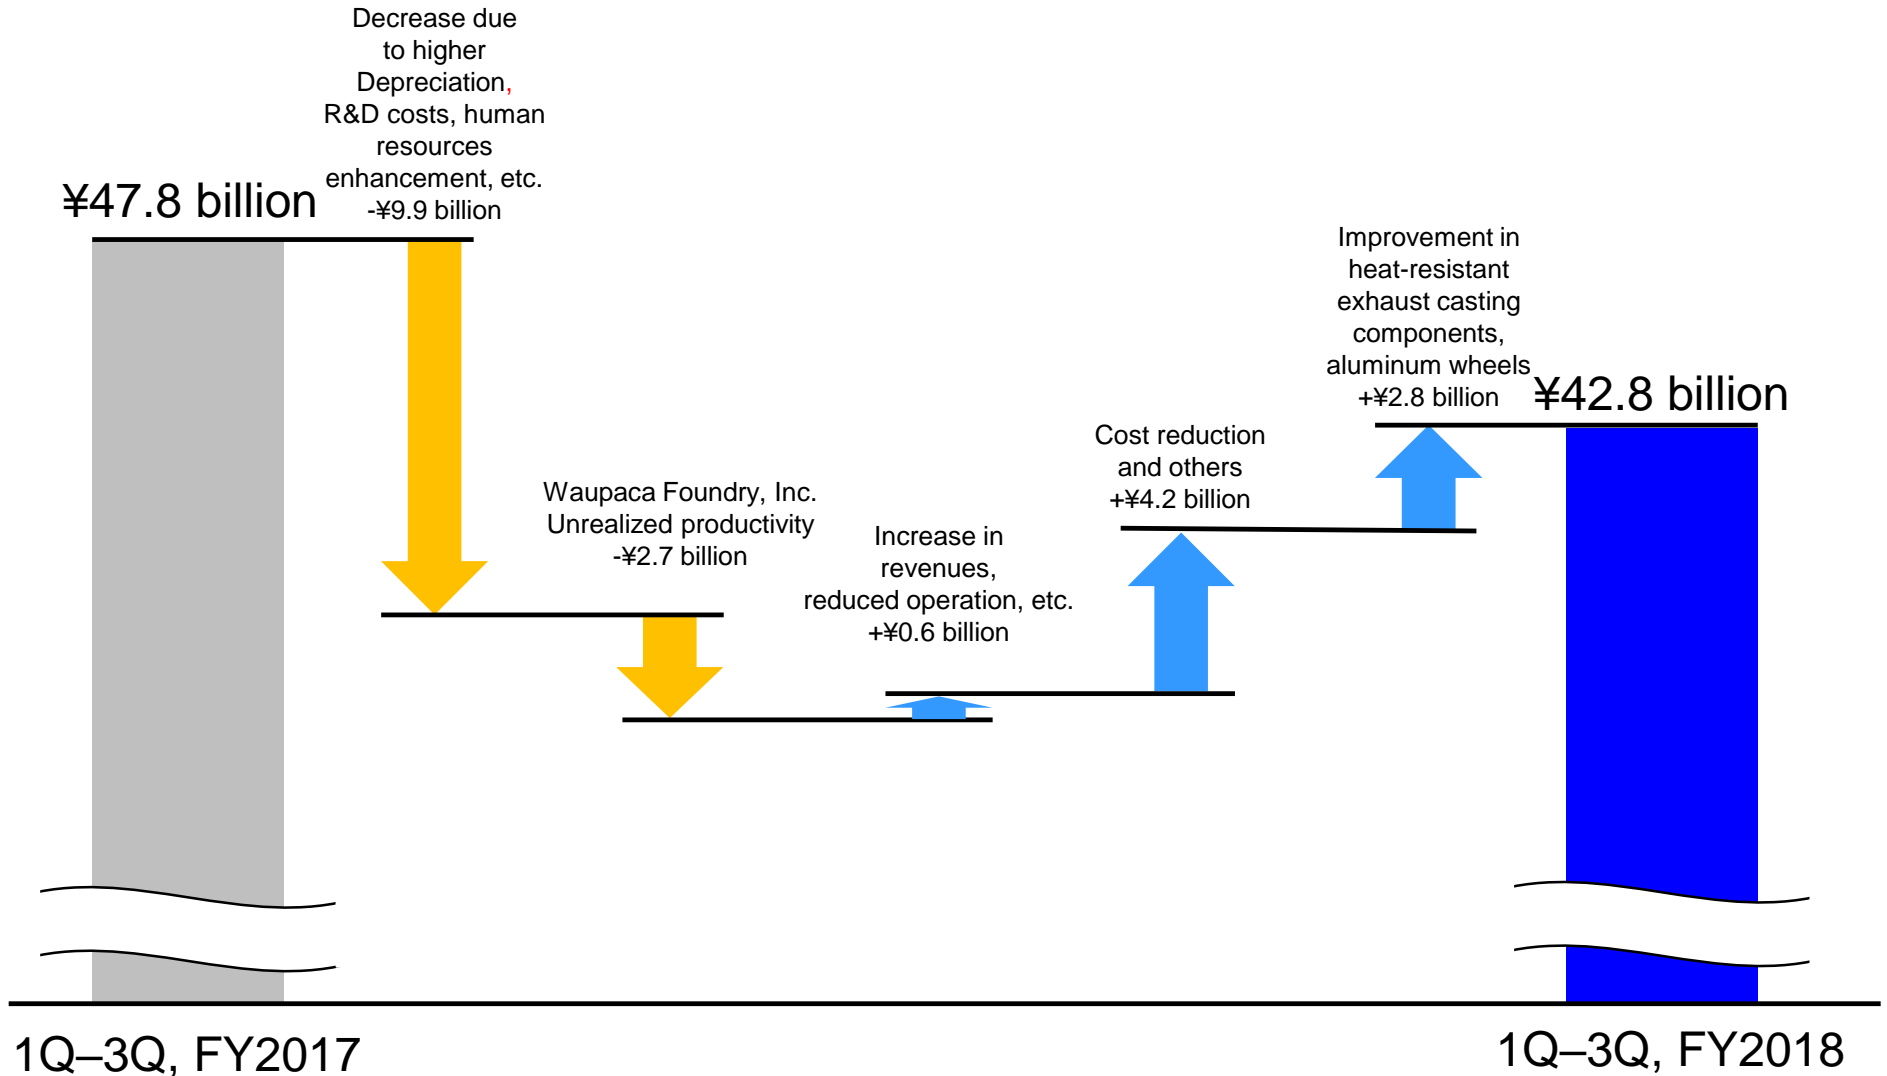 Decrease due
to higher
Depreciation,
R&D costs, human
resources
enhancement, etc.
-¥9.9 billion
¥47.8 billion
Waupaca Foundry, Inc.
Unrealized productivity
-¥2.7 billion
Increase in
revenues,
reduced operation, etc.
+¥0.6 billion
Cost reduction
and others
+¥4.2 billion
Improvement in
heat-resistant
exhaust casting
components,
aluminum wheels
+¥2.8 billion
¥42.8 billion
1Q–3Q, FY2017
1Q–3Q, FY2018